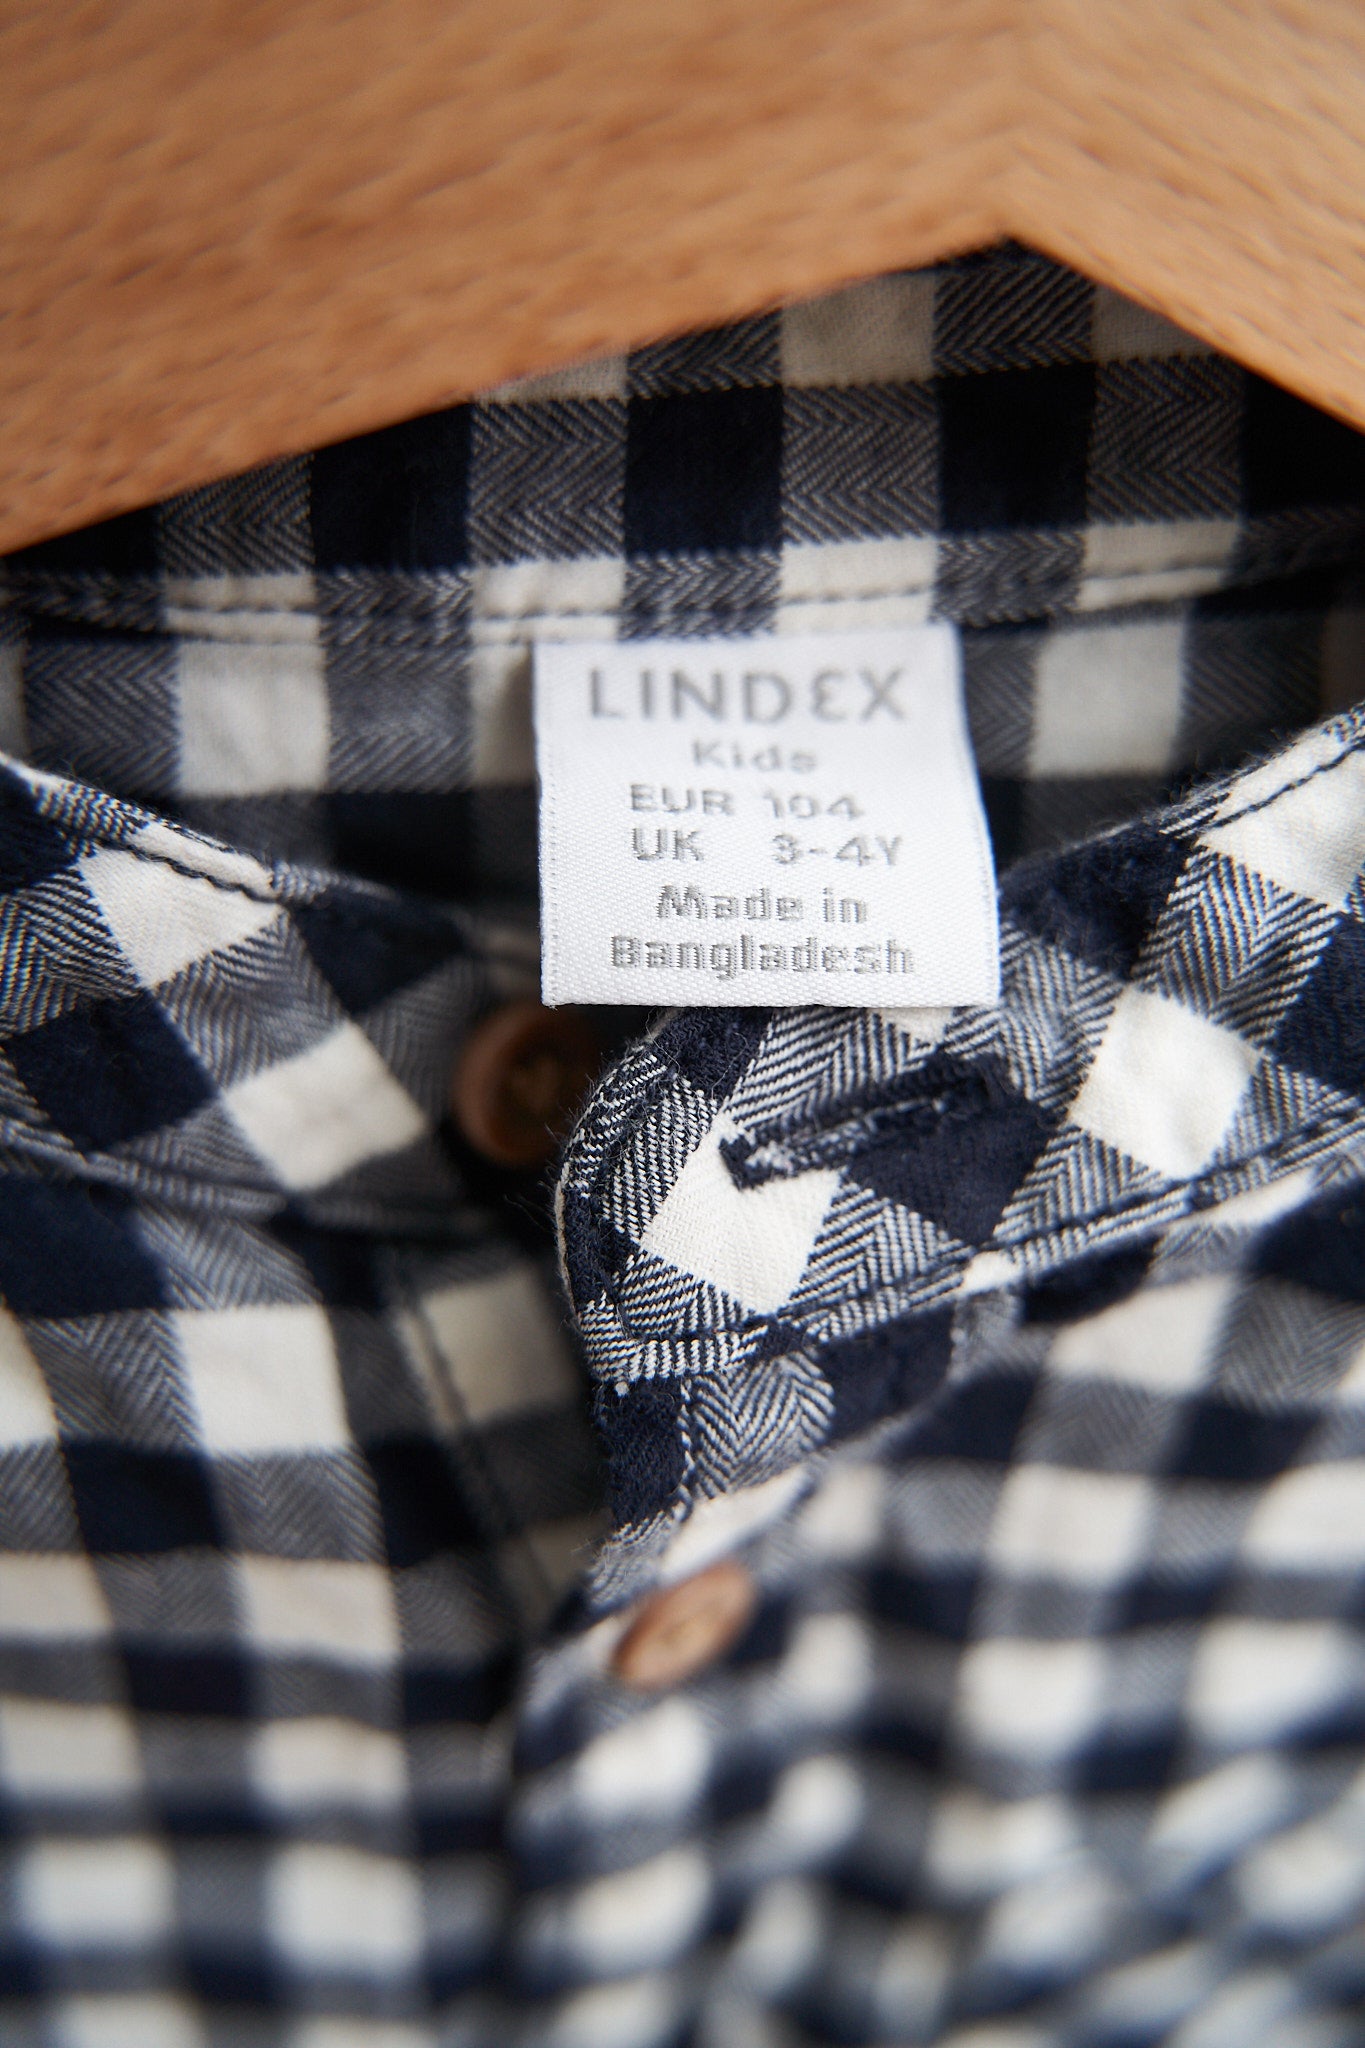 LINDEX
Kids
EUR 104
UK 3-4Y
Made in
Bangladesh